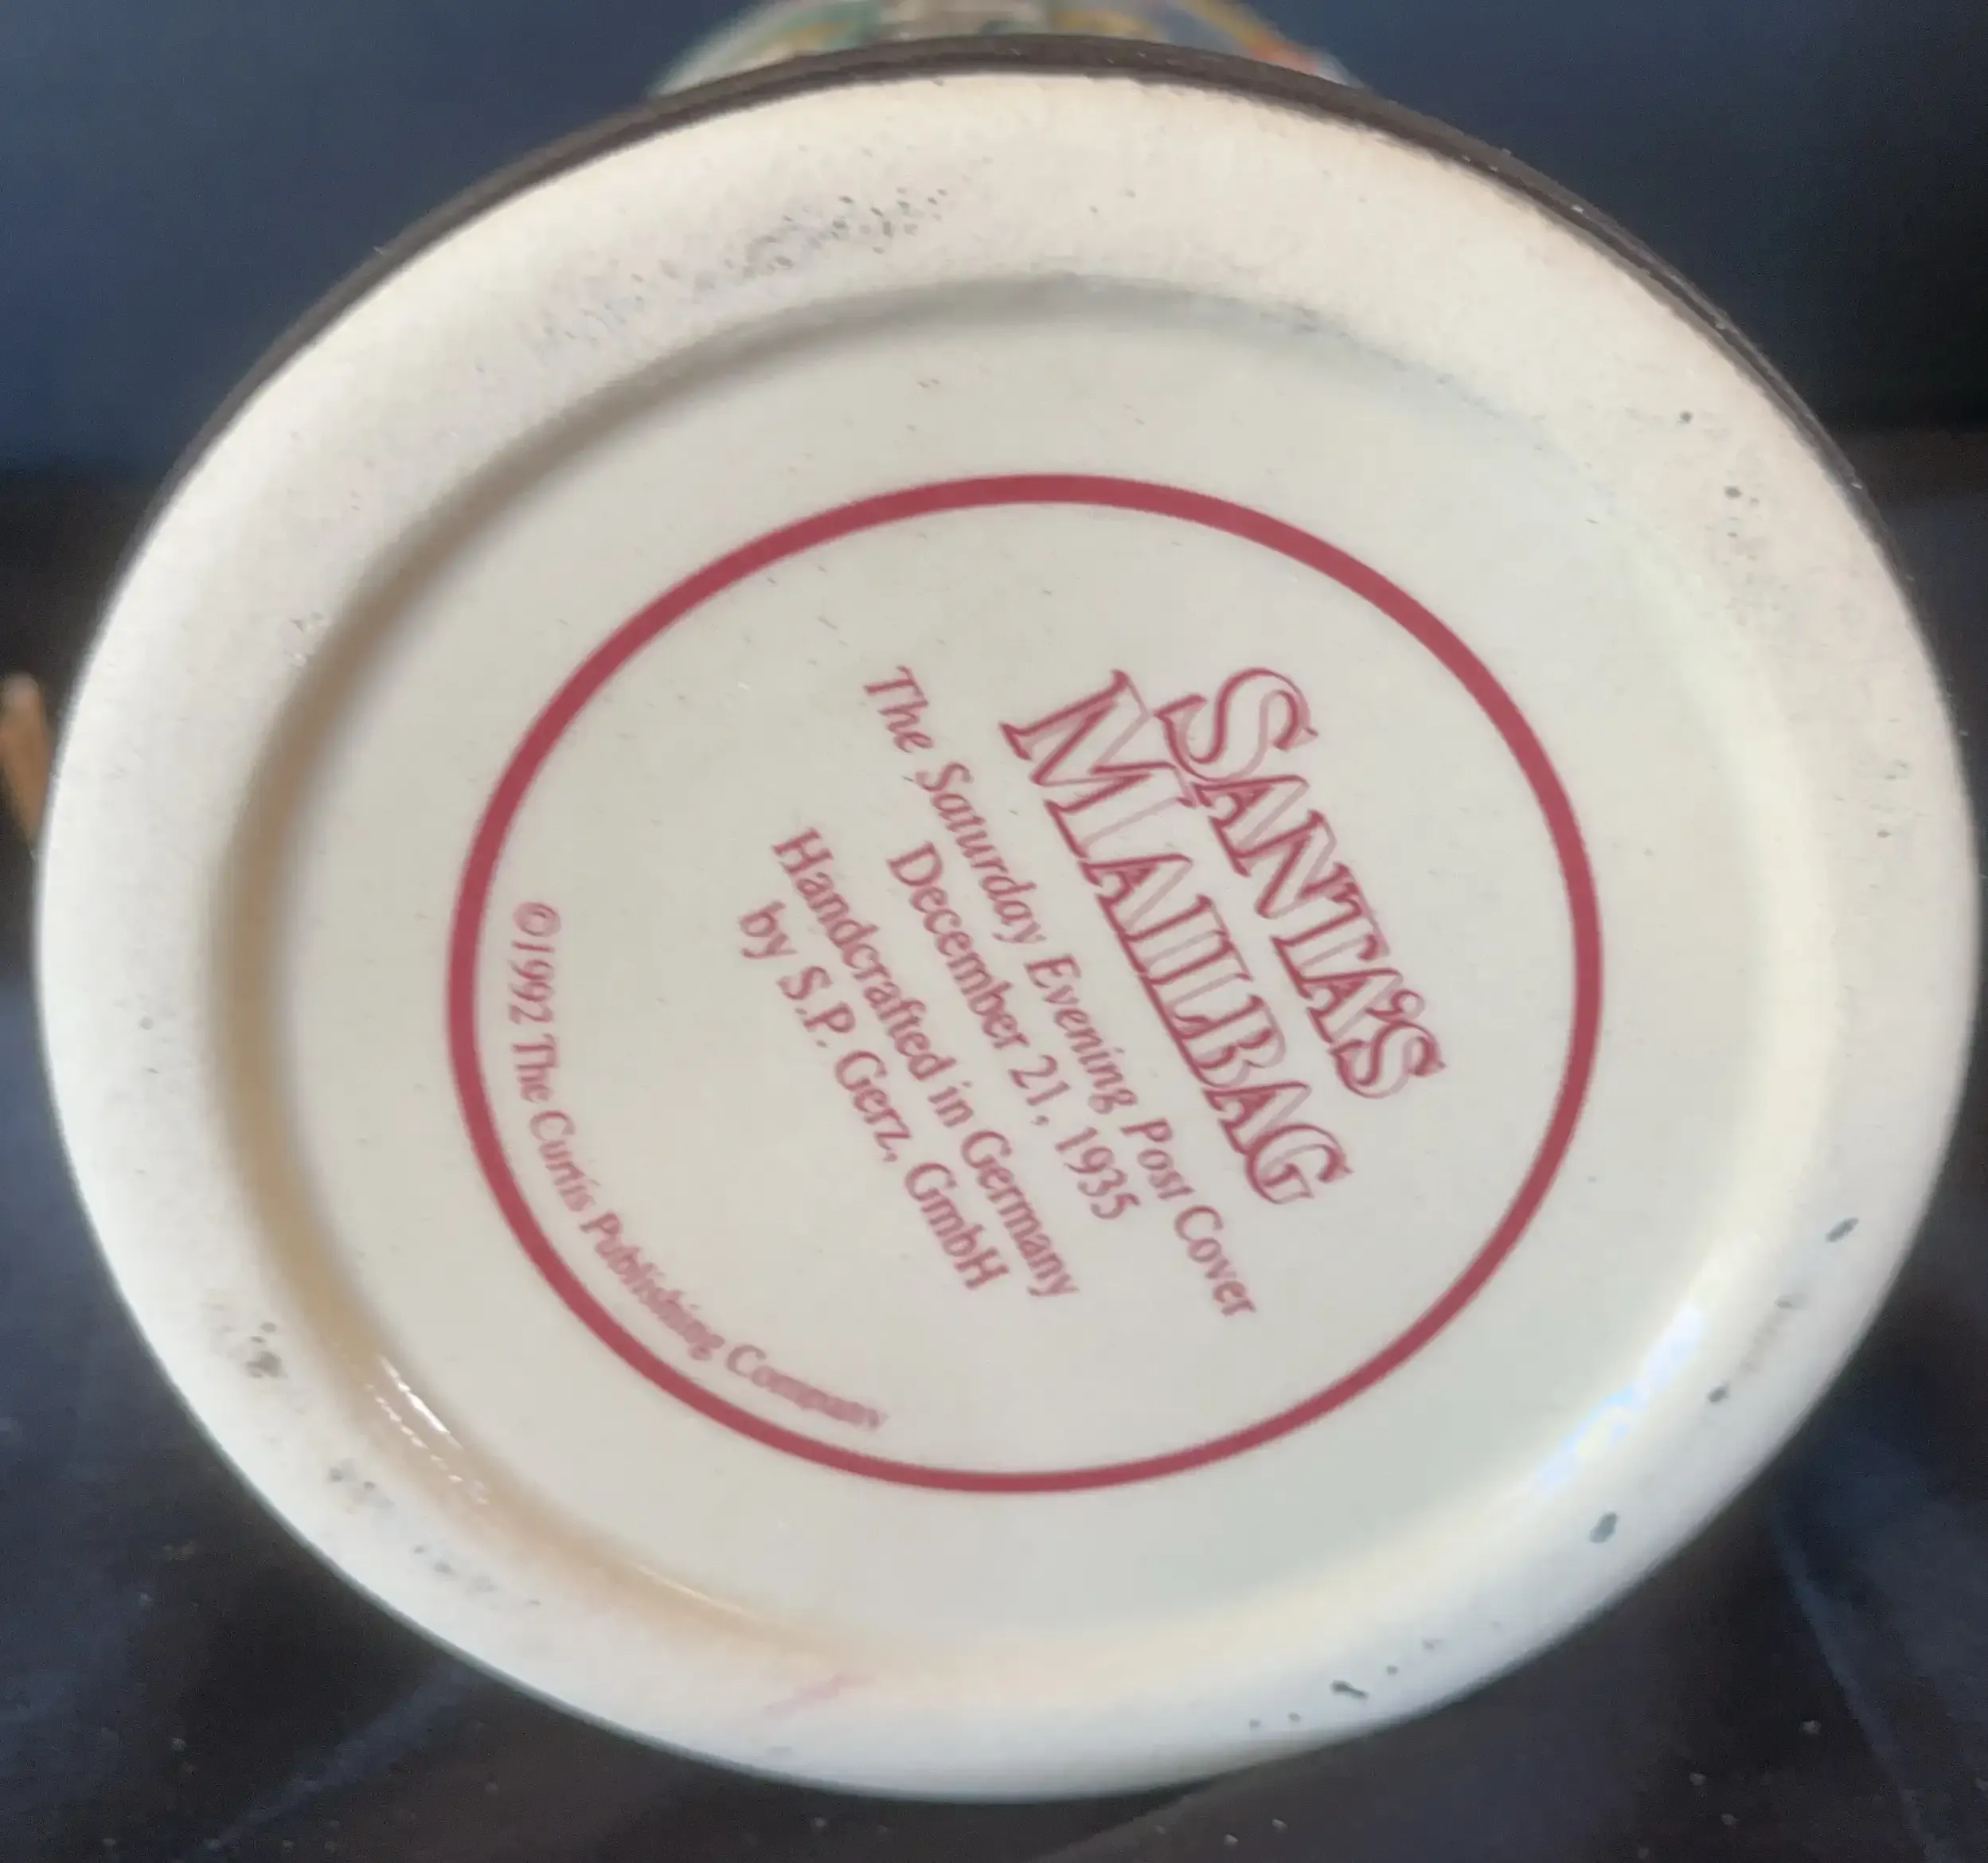 SANTA'S
MAILBAG
The Saturday Evening Post Cover
December 21, 1935
Handcrafted in Germany
by S.P. Gerz, GmbH
©1992 The Curtis Publishing Company